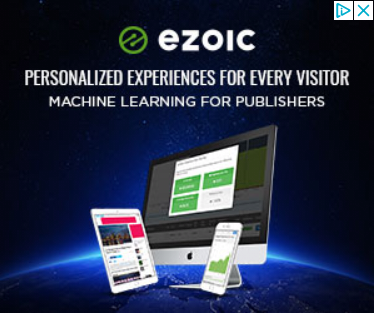 ezoic
PERSONALIZED EXPERIENCES FOR EVERY VISITOR
MACHINE LEARNING FOR PUBLISHERS